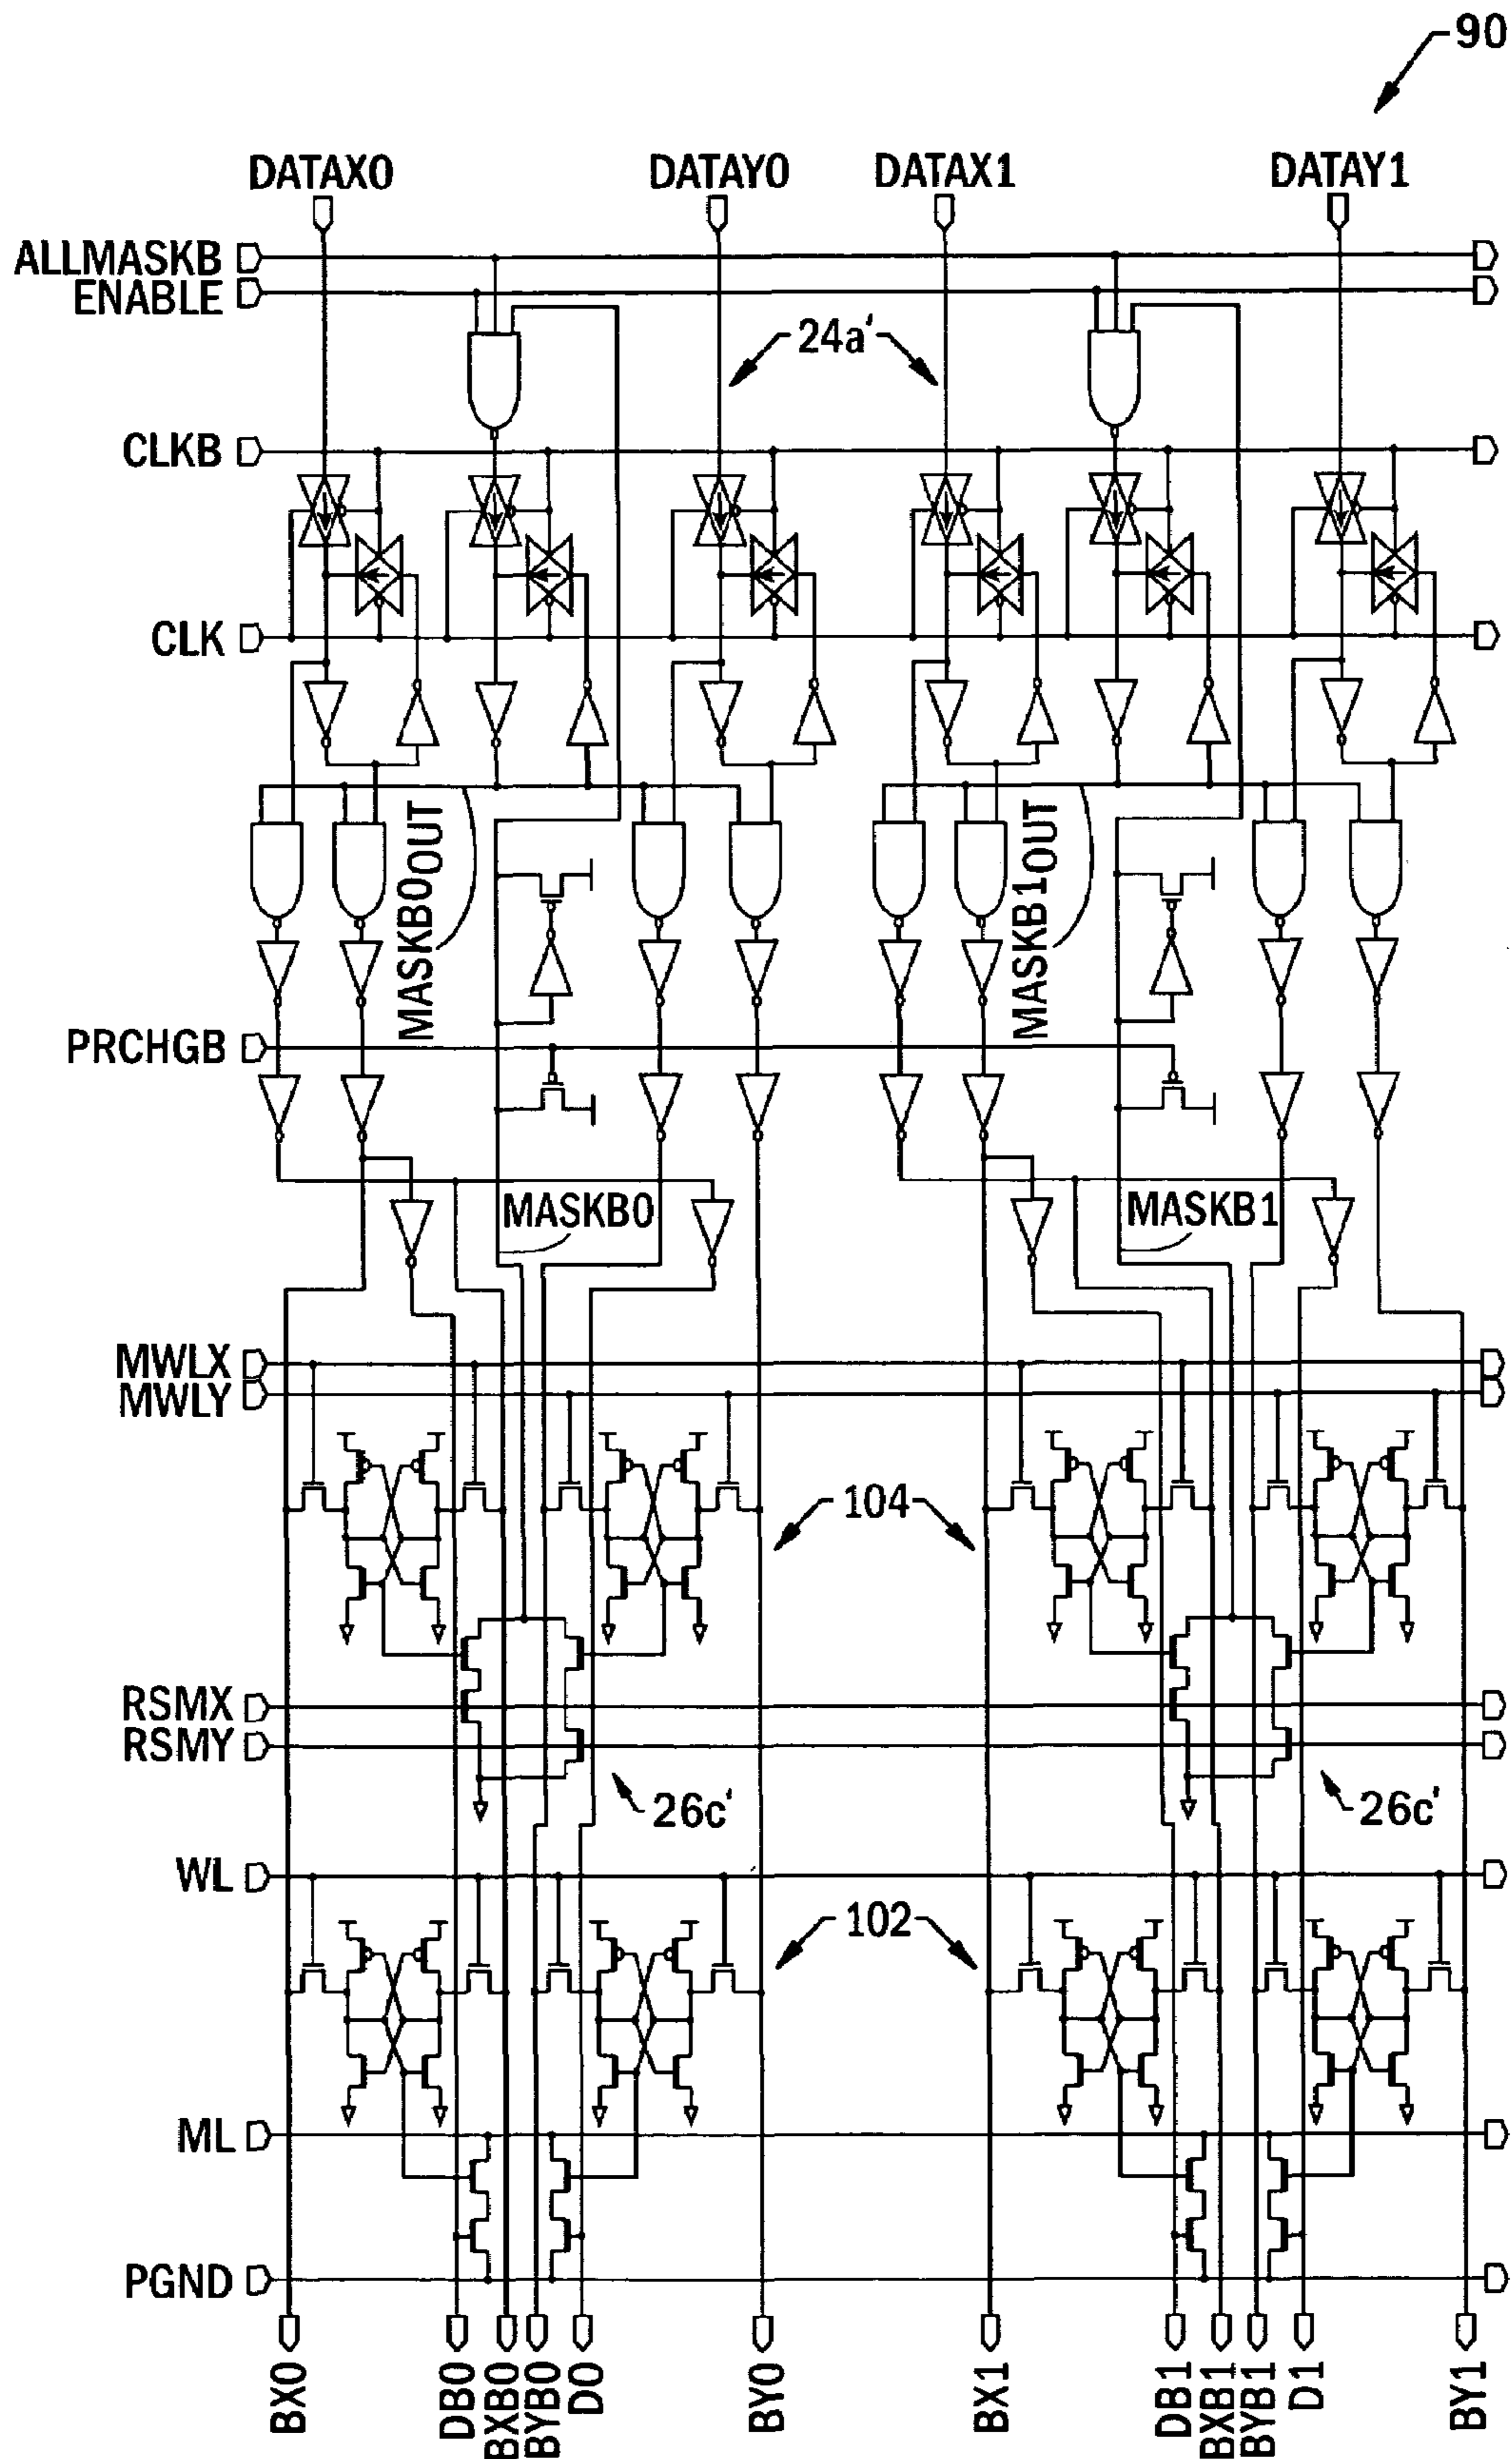 90
DATAX0 DATAY0 DATAX1 DATAY1
ALLMASKB
ENABLE
24a'
CLKB
CLK
MASKB0OUT MASKB1OUT
PRCHGB
MASKB0 MASKB1
MWLX
MWLY
104
RSMX
RSMY
26c' 26c'
WL
102
ML
PGND
BX0 DB0 BXB0 BYB0 D0 BY0 BX1 DB1 BXB1 BYB1 D1 BY1